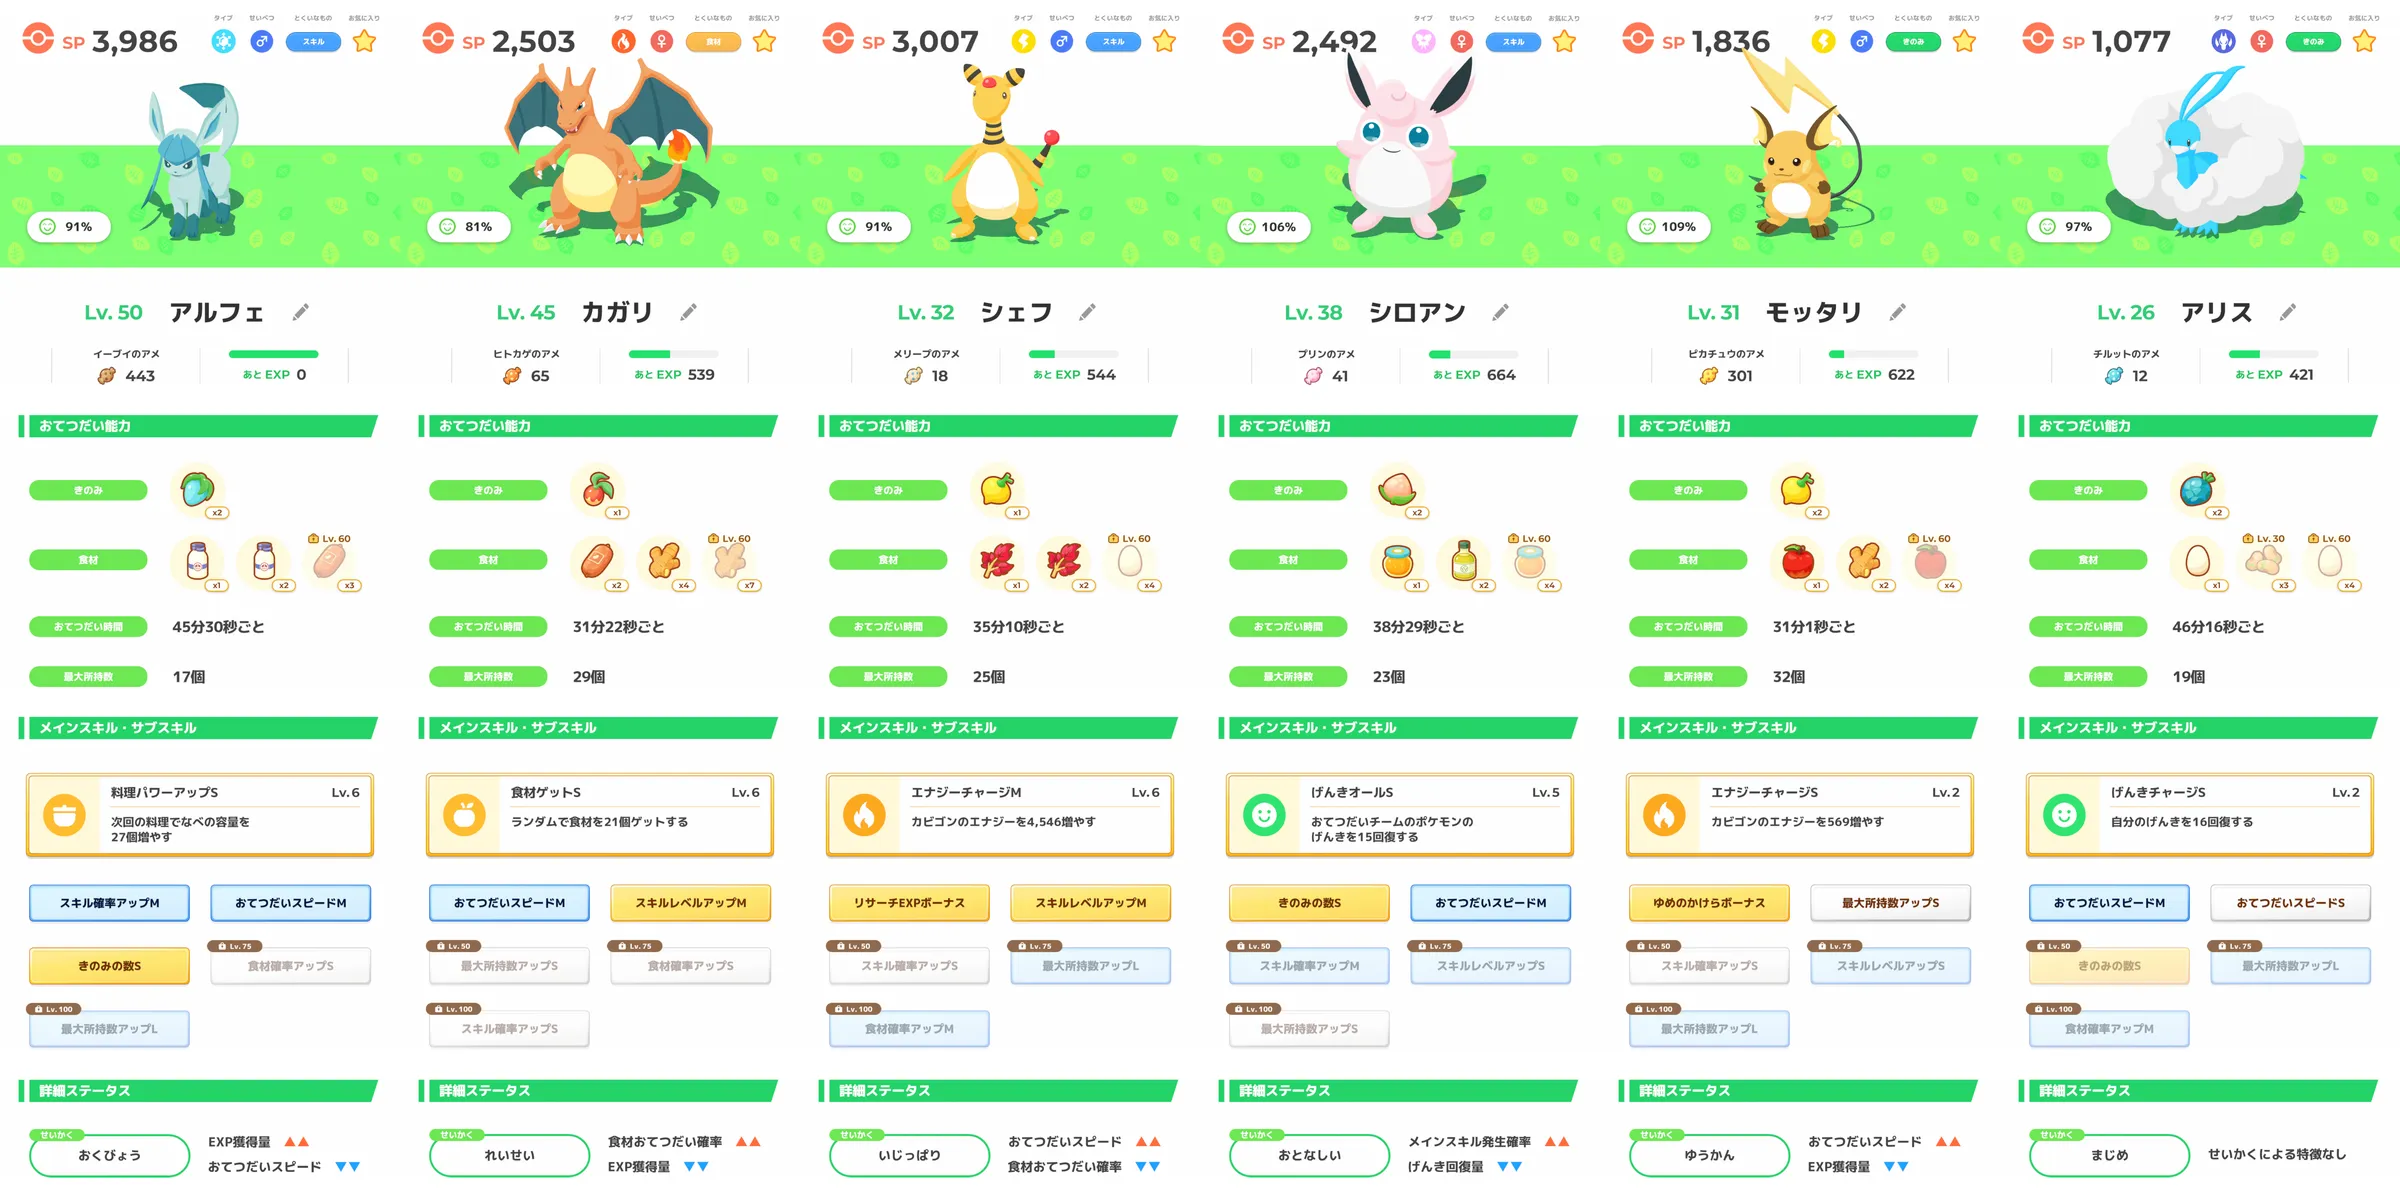 タイプ せいべつ とくいなもの お気に入り
SP 3,986 スキル
91%
Lv. 50 アルフェ
イーブイのアメ
443
あと EXP 0
おてつだい能力
きのみ
x2
食材
Lv. 60
x1 x2 x3
おてつだい時間 45分30秒ごと
最大所持数 17個
メインスキル・サブスキル
料理パワーアップS Lv. 6
次回の料理でなべの容量を
27個増やす
スキル確率アップM おてつだいスピードM
Lv. 75
きのみの数S 食材確率アップS
Lv. 100
最大所持数アップL
詳細ステータス
せいかく
おくびょう
EXP獲得量
おてつだいスピード
タイプ せいべつ とくいなもの お気に入り
SP 2,503 食材
81%
Lv. 45 カガリ
ヒトカゲのアメ
65
あと EXP 539
おてつだい能力
きのみ
x1
食材
Lv. 60
x2 x4 x7
おてつだい時間 31分22秒ごと
最大所持数 29個
メインスキル・サブスキル
食材ゲットS Lv. 6
ランダムで食材を21個ゲットする
おてつだいスピードM スキルレベルアップM
Lv. 50 Lv. 75
最大所持数アップS 食材確率アップS
Lv. 100
スキル確率アップS
詳細ステータス
せいかく
れいせい
食材おてつだい確率
EXP獲得量
タイプ せいべつ とくいなもの お気に入り
SP 3,007 スキル
91%
Lv. 32 シェフ
メリープのアメ
18
あと EXP 544
おてつだい能力
きのみ
x1
食材
Lv. 60
x1 x2 x4
おてつだい時間 35分10秒ごと
最大所持数 25個
メインスキル・サブスキル
エナジーチャージM Lv. 6
カビゴンのエナジーを4,546増やす
リサーチEXPボーナス スキルレベルアップM
Lv. 50 Lv. 75
スキル確率アップS 最大所持数アップL
Lv. 100
食材確率アップM
詳細ステータス
せいかく
いじっぱり
おてつだいスピード
食材おてつだい確率
タイプ せいべつ とくいなもの お気に入り
SP 2,492 スキル
106%
Lv. 38 シロアン
プリンのアメ
41
あと EXP 664
おてつだい能力
きのみ
x2
食材
Lv. 60
x1 x2 x4
おてつだい時間 38分29秒ごと
最大所持数 23個
メインスキル・サブスキル
げんきオールS Lv. 5
おてつだいチームのポケモンの
げんきを15回復する
きのみの数S おてつだいスピードM
Lv. 50 Lv. 75
スキル確率アップM スキルレベルアップS
Lv. 100
最大所持数アップS
詳細ステータス
せいかく
おとなしい
メインスキル発生確率
げんき回復量
タイプ せいべつ とくいなもの お気に入り
SP 1,836 きのみ
109%
Lv. 31 モッタリ
ピカチュウのアメ
301
あと EXP 622
おてつだい能力
きのみ
x2
食材
Lv. 60
x1 x2 x4
おてつだい時間 31分1秒ごと
最大所持数 32個
メインスキル・サブスキル
エナジーチャージS Lv. 2
カビゴンのエナジーを569増やす
ゆめのかけらボーナス 最大所持数アップS
Lv. 50 Lv. 75
スキル確率アップS スキルレベルアップS
Lv. 100
最大所持数アップL
詳細ステータス
せいかく
ゆうかん
おてつだいスピード
EXP獲得量
タイプ せいべつ とくいなもの お気に入り
SP 1,077 きのみ
97%
Lv. 26 アリス
チルットのアメ
12
あと EXP 421
おてつだい能力
きのみ
x2
食材
Lv. 30 Lv. 60
x1 x3 x4
おてつだい時間 46分16秒ごと
最大所持数 19個
メインスキル・サブスキル
げんきチャージS Lv. 2
自分のげんきを16回復する
おてつだいスピードM おてつだいスピードS
Lv. 50 Lv. 75
きのみの数S 最大所持数アップL
Lv. 100
食材確率アップM
詳細ステータス
せいかく
まじめ
せいかくによる特徴なし